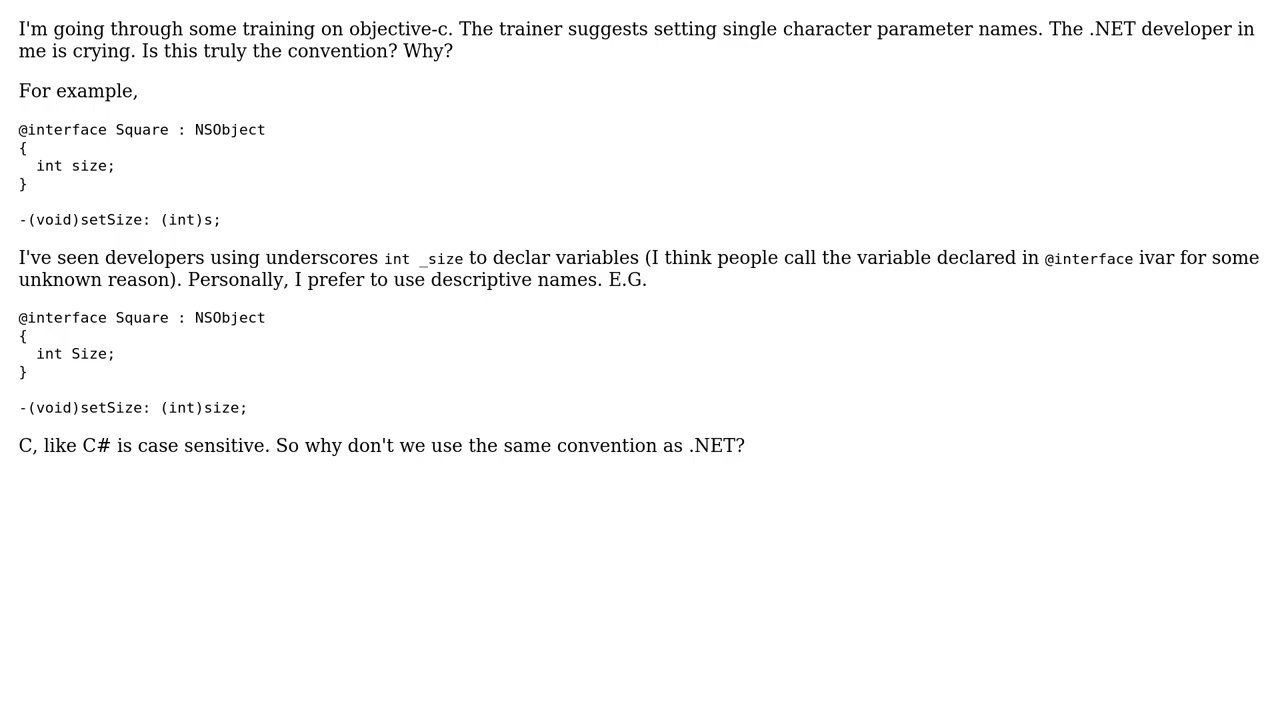 I'm going through some training on objective-c. The trainer suggests setting single character parameter names. The .NET developer in
me is crying. Is this truly the convention? Why?
For example,
@interface Square : NSObject
{
  int size;
}
-(void)setSize: (int)s;
I've seen developers using underscores int _size to declar variables (I think people call the variable declared in @interface ivar for some
unknown reason). Personally, I prefer to use descriptive names. E.G.
@interface Square : NSObject
{
  int Size;
}
-(void)setSize: (int)size;
C, like C# is case sensitive. So why don't we use the same convention as .NET?